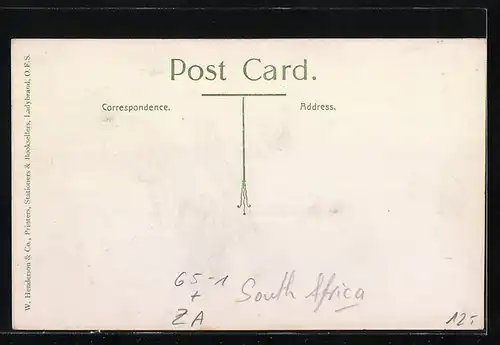 Post Card.
Correspondence.
Address.
W. Henderson & Co., Printers, Stationers & Booksellers, Ladybrand, O.F.S.
65-1
+
ZA
South Africa
12.-